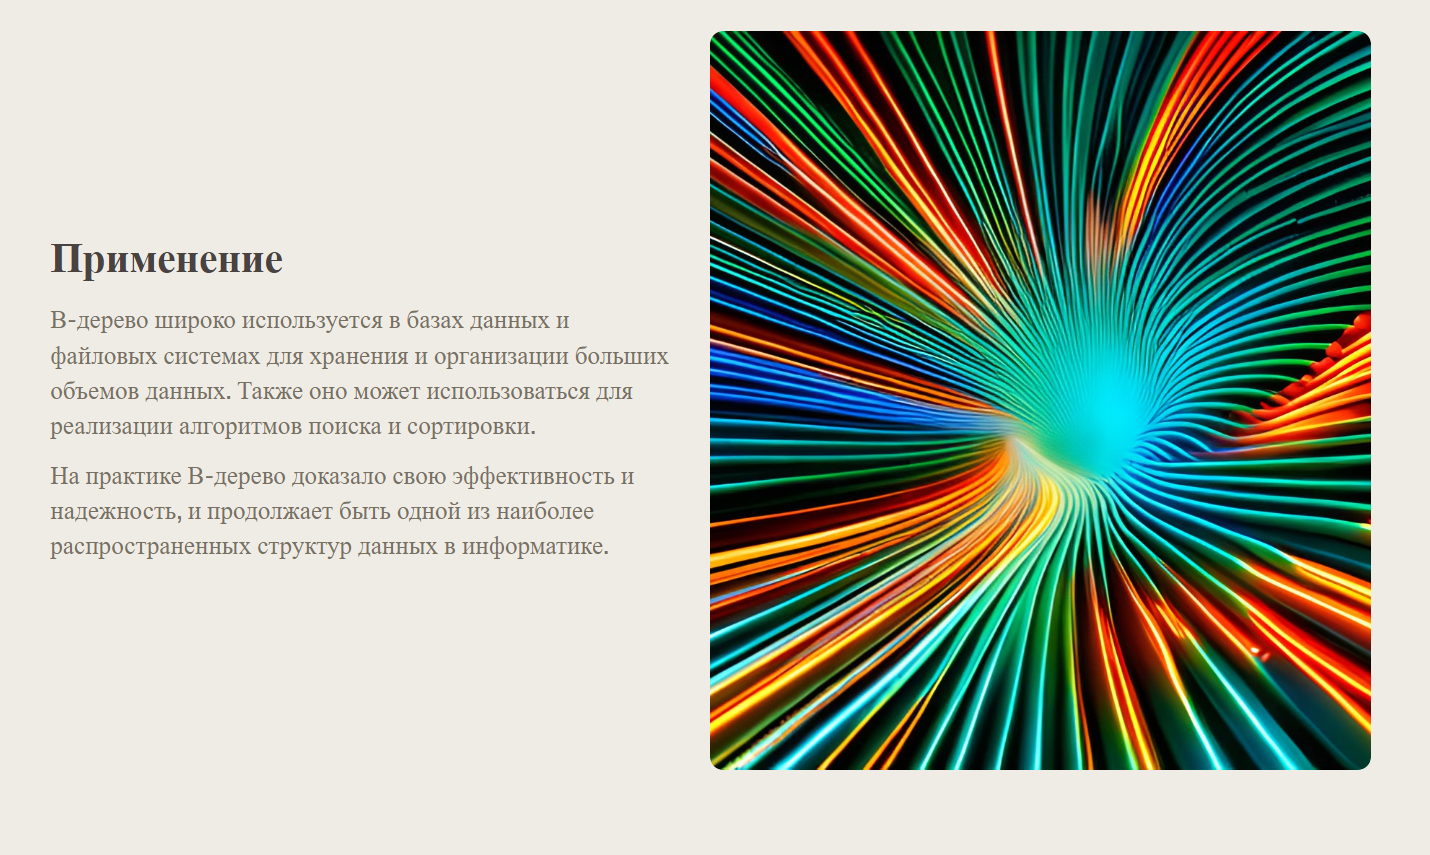 Применение
В-дерево широко используется в базах данных и
файловых системах для хранения и организации больших
объемов данных. Также оно может использоваться для
реализации алгоритмов поиска и сортировки.
На практике В-дерево доказало свою эффективность и
надежность, и продолжает быть одной из наиболее
распространенных структур данных в информатике.